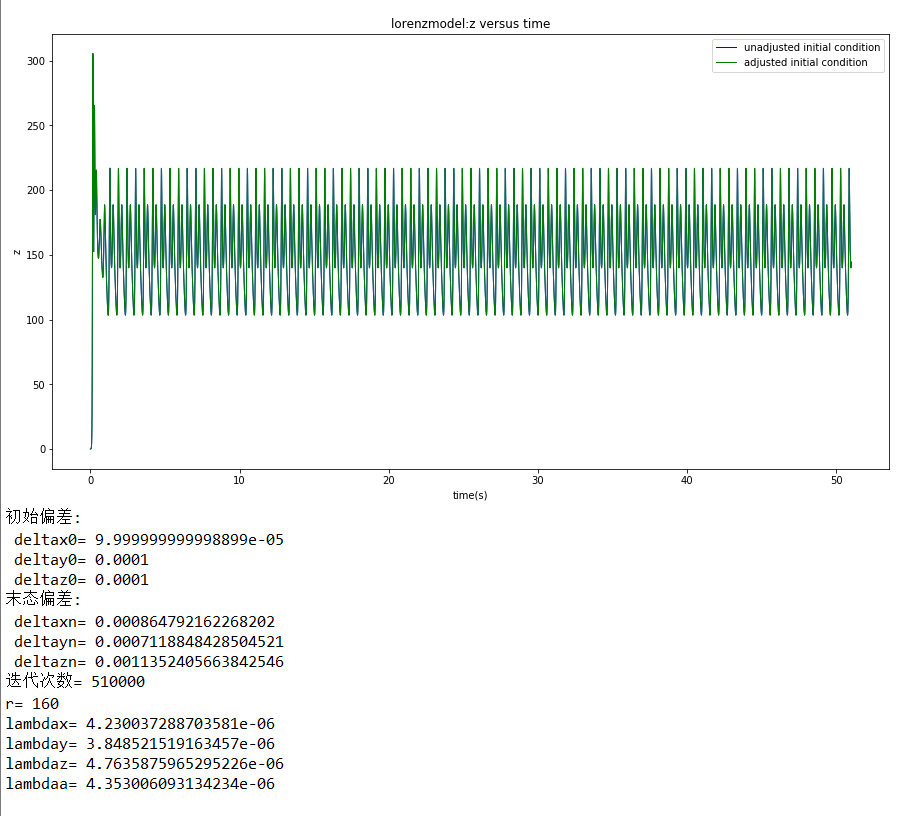 lorenzmodel:z versus time
unadjusted initial condition
adjusted initial condition
300
250
200
150
100
50
0
z
0 10 20 30 40 50
time(s)
初始偏差:
deltax0= 9.999999999998899e-05
deltay0= 0.0001
deltaz0= 0.0001
末态偏差:
deltaxn= 0.000864792162268202
deltayn= 0.0007118848428504521
deltazn= 0.0011352405663842546
迭代次数= 510000
r= 160
lambdax= 4.230037288703581e-06
lambday= 3.848521519163457e-06
lambdaz= 4.7635875965295226e-06
lambdaa= 4.353006093134234e-06